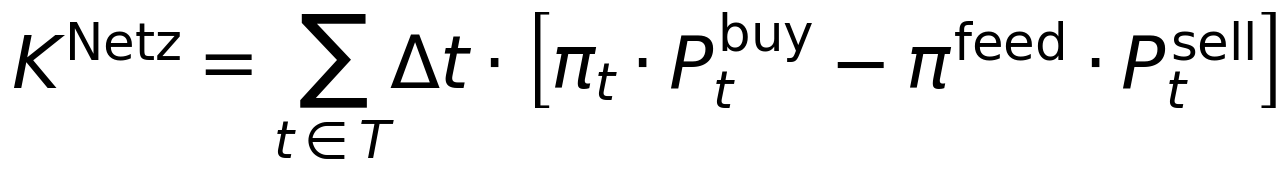 K^Netz = ∑_{t ∈ T} Δt · [π_t · P_t^buy − π^feed · P_t^sell]